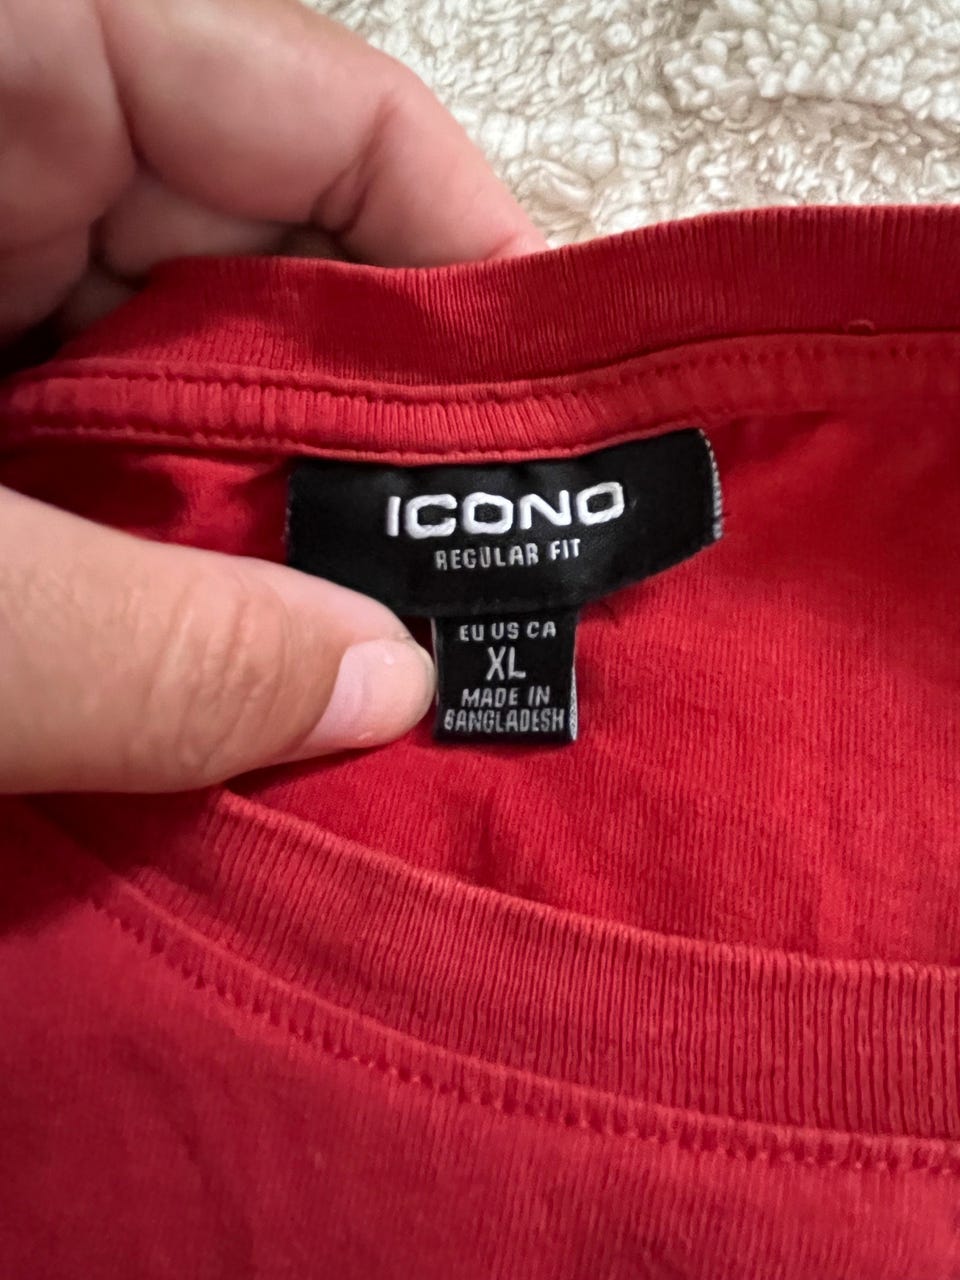 ICONO
REGULAR FIT
EU US CA
XL
MADE IN
BANGLADESH